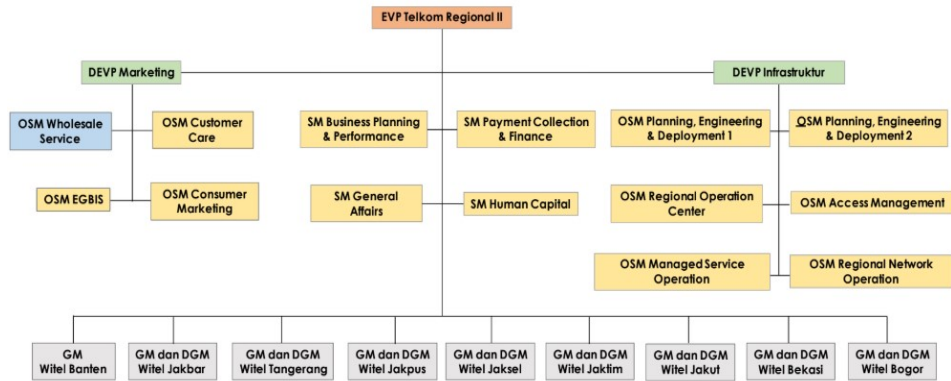 EVP Telkom Regional II
DEVP Marketing
DEVP Infrastruktur
OSM Wholesale
Service
OSM Customer
Care
SM Business Planning
& Performance
SM Payment Collection
& Finance
OSM Planning, Engineering
& Deployment 1
OSM Planning, Engineering
& Deployment 2
OSM EGBIS
OSM Consumer
Marketing
SM General
Affairs
SM Human Capital
OSM Regional Operation
Center
OSM Access Management
OSM Managed Service
Operation
OSM Regional Network
Operation
GM
Witel Banten
GM dan DGM
Witel Jakbar
GM dan DGM
Witel Tangerang
GM dan DGM
Witel Jakpus
GM dan DGM
Witel Jaksel
GM dan DGM
Witel Jaktim
GM dan DGM
Witel Jakut
GM dan DGM
Witel Bekasi
GM dan DGM
Witel Bogor